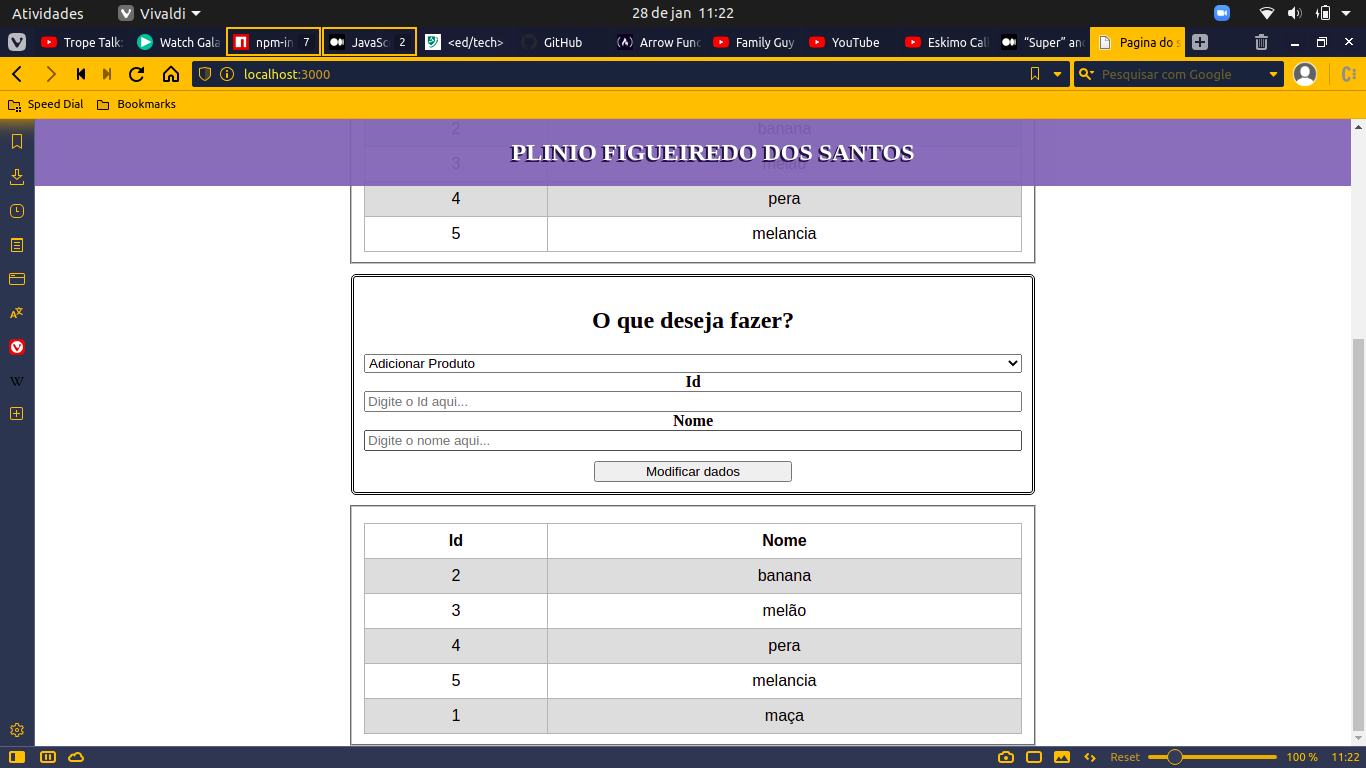 Atividades Vivaldi 28 de jan 11:22
Trope Talk: Watch Gala npm-in 7 JavaSc 2 <ed/tech> GitHub Arrow Func Family Guy YouTube Eskimo Call “Super” and Pagina do s
localhost:3000 Pesquisar com Google
Speed Dial Bookmarks
2 banana
PLINIO FIGUEIREDO DOS SANTOS
3 melão
4 pera
5 melancia
O que deseja fazer?
Adicionar Produto
Id
Digite o Id aqui...
Nome
Digite o nome aqui...
Modificar dados
Id Nome
2 banana
3 melão
4 pera
5 melancia
1 maça
Reset 100 % 11:22